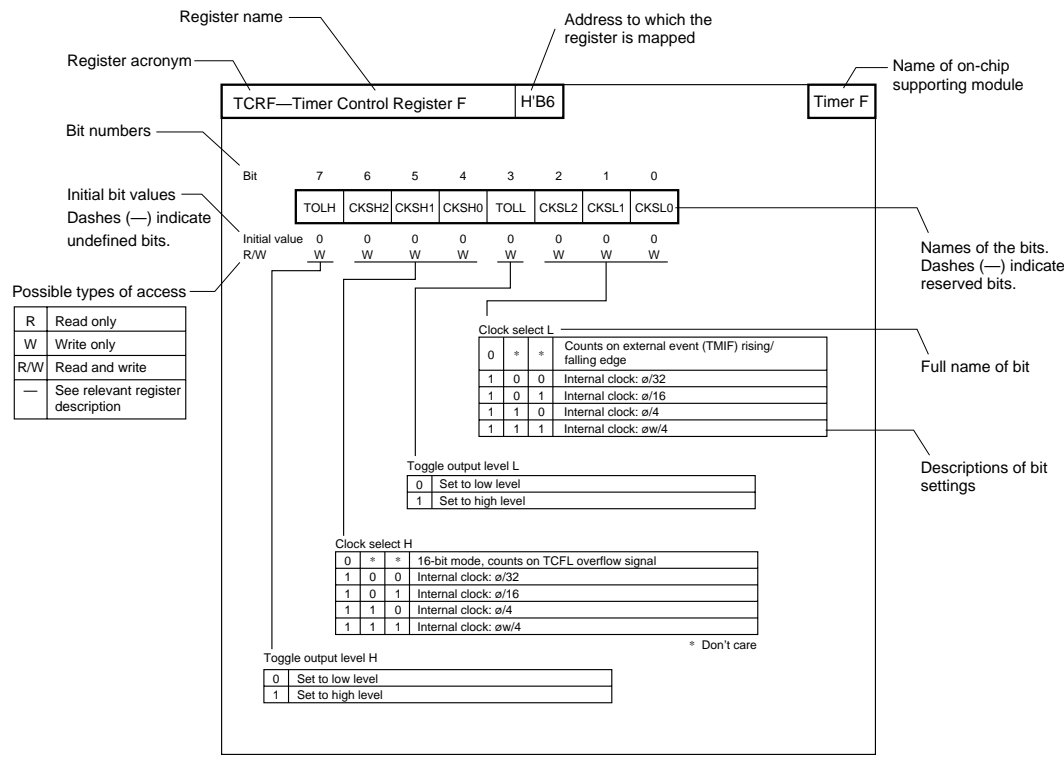 Register name
Address to which the
register is mapped
Register acronym
Name of on-chip
supporting module
TCRF—Timer Control Register F
H'B6
Timer F
Bit numbers
Bit 7 6 5 4 3 2 1 0
Initial bit values
Dashes (—) indicate
undefined bits.
TOLH CKSH2 CKSH1 CKSH0 TOLL CKSL2 CKSL1 CKSL0
Initial value 0 0 0 0 0 0 0 0
R/W W W W W W W W W
Names of the bits.
Dashes (—) indicate
reserved bits.
Possible types of access
R Read only
W Write only
R/W Read and write
— See relevant register
description
Clock select L
0 * * Counts on external event (TMIF) rising/
falling edge
1 0 0 Internal clock: ø/32
1 0 1 Internal clock: ø/16
1 1 0 Internal clock: ø/4
1 1 1 Internal clock: øw/4
Full name of bit
Descriptions of bit
settings
Toggle output level L
0 Set to low level
1 Set to high level
Clock select H
0 * * 16-bit mode, counts on TCFL overflow signal
1 0 0 Internal clock: ø/32
1 0 1 Internal clock: ø/16
1 1 0 Internal clock: ø/4
1 1 1 Internal clock: øw/4
* Don't care
Toggle output level H
0 Set to low level
1 Set to high level